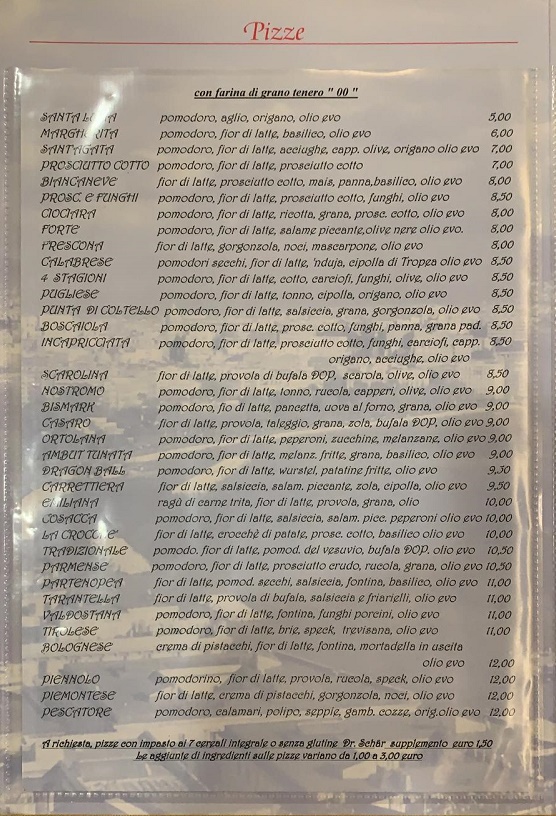 Pizze
con farina di grano tenero " 00 "
SANTA pomodoro, aglio, origano, olio evo 5,00
MARGHERITA pomodoro, fior di latte, basilico, olio evo 6,00
SANT'AGATA pomodoro, fior di latte, acciughe, capp. olive, origano olio evo 7,00
PROSCIUTTO COTTO pomodoro, fior di latte, prosciutto cotto 7,00
BIANCANEVE fior di latte, prosciutto cotto, mais, panna,basilico, olio evo 8,00
PROSC. E FUNGHI pomodoro, fior di latte, prosciutto cotto, funghi, olio evo 8,50
CIOCIARA pomodoro, fior di latte, ricotta, grana, prosc. cotto, olio evo 8,00
FORTE pomodoro, fior di latte, salame piccante,olive nere olio evo. 8,00
FRESCONA fior di latte, gorgonzola, noci, mascarpone, olio evo 8,00
CALABRESE pomodori secchi, fior di latte, 'nduja, cipolla di Tropea olio evo 8,50
4 STAGIONI pomodoro, fior di latte, cotto, carciofi, funghi, olive, olio evo 8,50
PUGLIESE pomodoro, fior di latte, tonno, cipolla, origano, olio evo 8,50
PUNTA DI COLTELLO pomodoro, fior di latte, salsiccia, grana, gorgonzola, olio evo 8,50
BOSCAIOLA pomodoro, fior di latte, prosc. cotto, funghi, panna, grana pad. 8,50
INCAPRICCIATA pomodoro, fior di latte, prosciutto cotto, funghi, carciofi, capp. 8,50
origano, acciughe, olio evo
SCAROLINA fior di latte, provola di bufala DOP, scarola, olive, olio evo 8,50
NOSTROMO pomodoro, fior di latte, tonno, rucola, capperi, olive, olio evo 9,00
BISMARK pomodoro, fio di latte, pancetta, uova al forno, grana, olio evo 9,00
CASARO fior di latte, provola, taleggio, grana, zola, bufala DOP, olio evo 9,00
ORTOLANA pomodoro, fior di latte, peperoni, zucchine, melanzane, olio evo 9,00
AMBUT TUNATA pomodoro, fior di latte, melanz. fritte, grana, basilico, olio evo 9,00
DRAGON BALL pomodoro, fior di latte, wurstel, patatine fritte, olio evo 9,50
CARRETTIERA fior di latte, salsiccia, salam. piccante, zola, cipolla, olio evo 9,50
EMILIANA ragù di carne trita, fior di latte, provola, grana, olio 10,00
COSACCA pomodoro, fior di latte, salsiccia, salam. picc. peperoni olio evo 10,00
LA CROCCHE' fior di latte, crocchè di patate, prosc. cotto, basilico olio evo 10,00
TRADIZIONALE pomodo. fior di latte, pomod. del vesuvio, bufala DOP. olio evo 10,50
PARMENSE pomodoro, fior di latte, prosciutto crudo, rucola, grana, olio evo 10,50
PARTENOPEA fior di latte, pomod. secchi, salsiccia, fontina, basilico, olio evo 11,00
TARANTELLA fior di latte, provola di bufala, salsiccia e friarielli, olio evo 11,00
VALDOSTANA pomodoro, fior di latte, fontina, funghi porcini, olio evo 11,00
TIROLESE pomodoro, fior di latte, brie, speck, trevisana, olio evo 11,00
BOLOGNESE crema di pistacchi, fior di latte, fontina, mortadella in uscita
olio evo 12,00
PIENNOLO pomodorino, fior di latte, provola, rucola, speck, olio evo 12,00
PIEMONTESE fior di latte, crema di pistacchi, gorgonzola, noci, olio evo 12,00
PESCATORE pomodoro, calamari, polipo, seppie, gamb. cozze, orig.olio evo 12,00
A richiesta, pizze con impasto ai 7 cereali integrale o senza glutine Dr. Schär supplemento euro 1,50
Le aggiunte di ingredienti sulle pizze variano da 1,00 a 3,00 euro